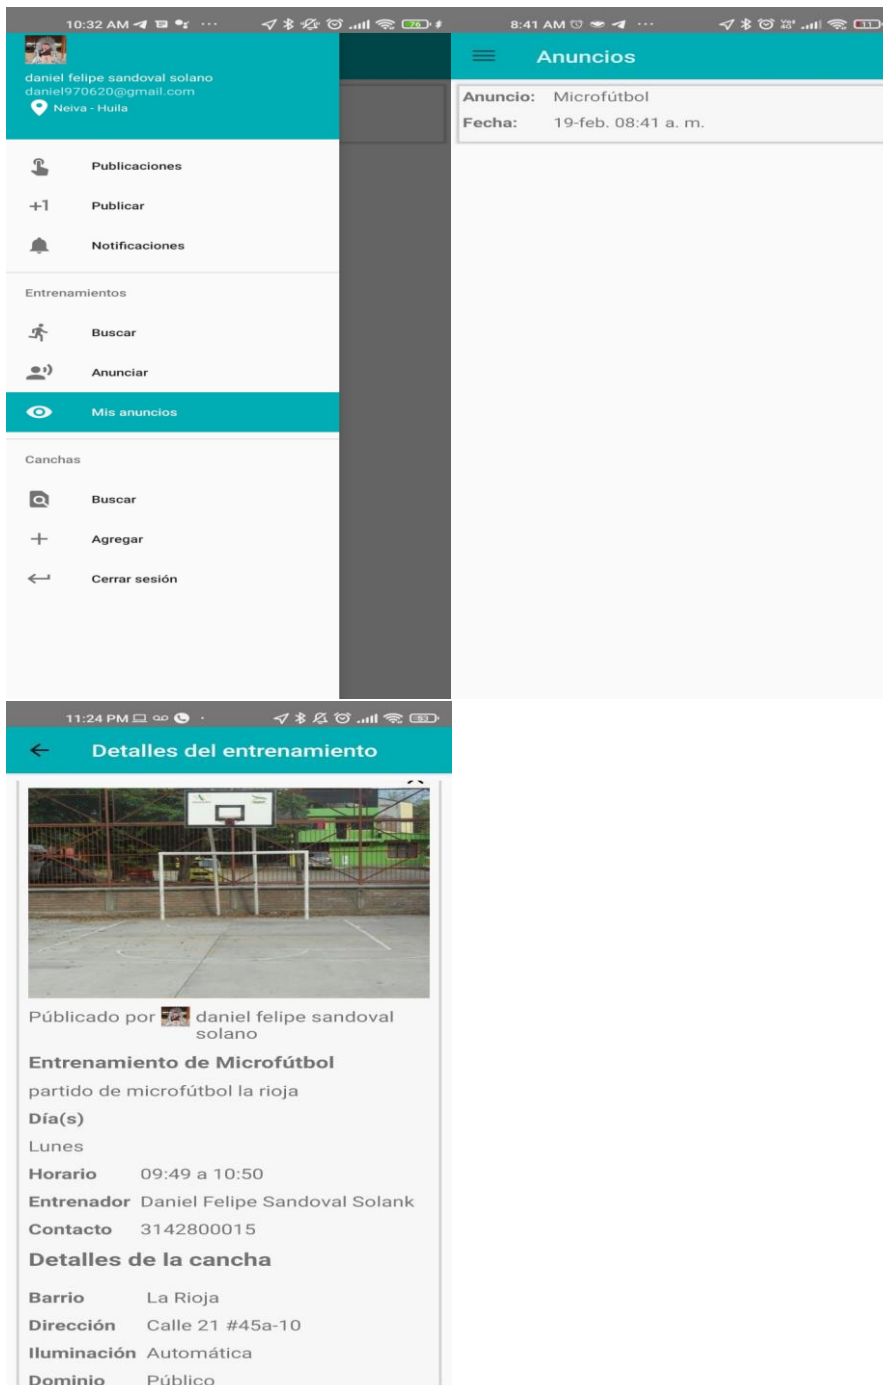 10:32 AM
76
daniel felipe sandoval solano
daniel970620@gmail.com
Neiva - Huila
Publicaciones
+1 Publicar
Notificaciones
Entrenamientos
Buscar
Anunciar
Mis anuncios
Canchas
Buscar
Agregar
Cerrar sesión
8:41 AM
11
Anuncios
Anuncio: Microfútbol
Fecha: 19-feb. 08:41 a. m.
11:24 PM
Detalles del entrenamiento
Públicado por daniel felipe sandoval
solano
Entrenamiento de Microfútbol
partido de microfútbol la rioja
Día(s)
Lunes
Horario 09:49 a 10:50
Entrenador Daniel Felipe Sandoval Solank
Contacto 3142800015
Detalles de la cancha
Barrio La Rioja
Dirección Calle 21 #45a-10
Iluminación Automática
Dominio Público